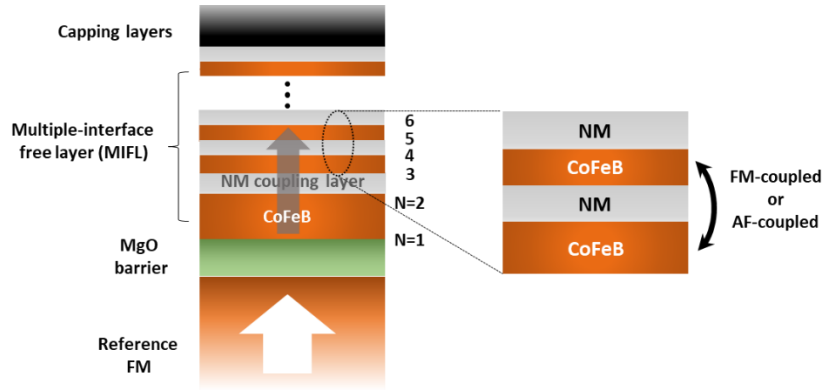 Capping layers
Multiple-interface
free layer (MIFL)
MgO
barrier
Reference
FM
6
5
4
3
N=2
N=1
NM coupling layer
CoFeB
NM
CoFeB
NM
CoFeB
FM-coupled
or
AF-coupled